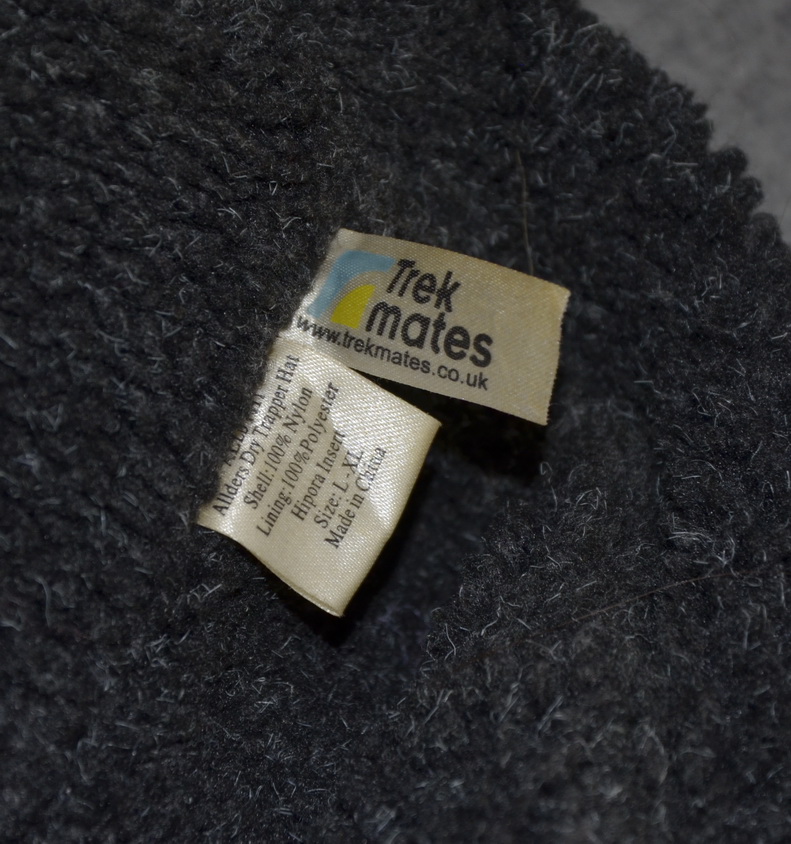 Trek
mates
www.trekmates.co.uk
Allders Dry Trapper Hat
Shell:100% Nylon
Lining:100%Polyester
Hipora Insert
Size: L - XL
Made in China